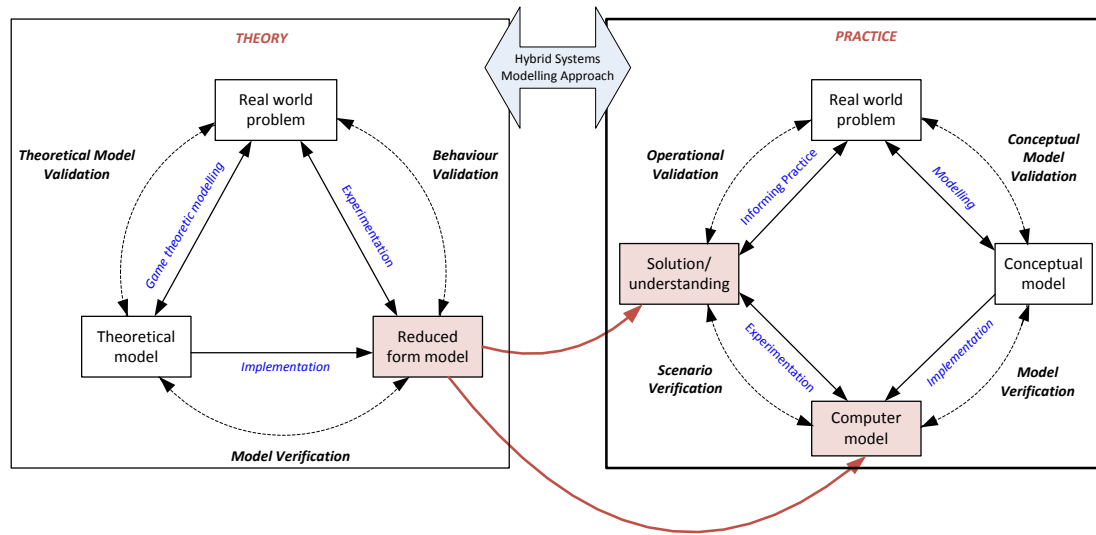 THEORY
Hybrid Systems
Modelling Approach
PRACTICE
Real world
problem
Theoretical Model
Validation
Behaviour
Validation
Game theoretic modelling
Experimentation
Theoretical
model
Implementation
Reduced
form model
Model Verification
Real world
problem
Operational
Validation
Conceptual
Model
Validation
Informing Practice
Modelling
Solution/
understanding
Conceptual
model
Experimentation
Implementation
Scenario
Verification
Model
Verification
Computer
model